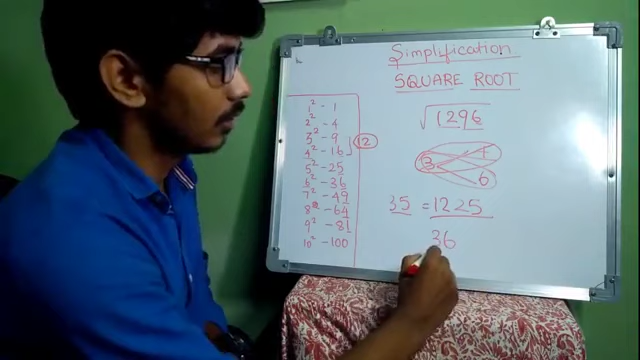 Simplification
SQUARE ROOT
√1296
1² - 1
2² - 4
3² - 9
4² - 16
12
5² - 25
6² - 36
7² - 49
8² - 64
9² - 81
10² - 100
3 4
6
35 = 1225
36